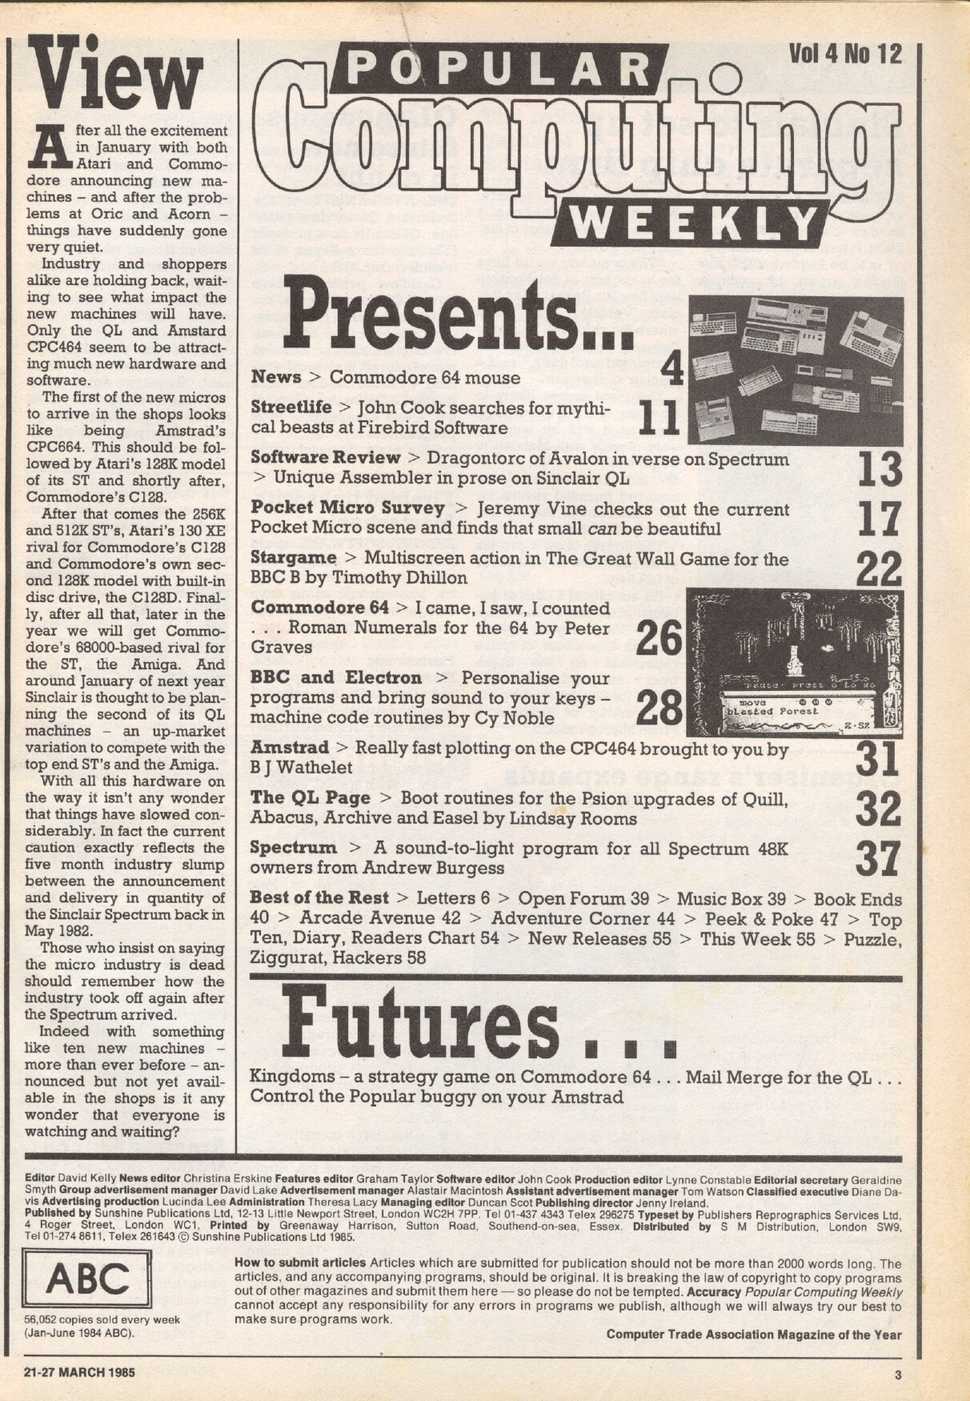 View
After all the excitement
in January with both
Atari and Commo-
dore announcing new ma-
chines – and after the prob-
lems at Oric and Acorn –
things have suddenly gone
very quiet.
Industry and shoppers
alike are holding back, wait-
ing to see what impact the
new machines will have.
Only the QL and Amstard
CPC464 seem to be attract-
ing much new hardware and
software.
The first of the new micros
to arrive in the shops looks
like being Amstrad's
CPC664. This should be fol-
lowed by Atari's 128K model
of its ST and shortly after,
Commodore's C128.
After that comes the 256K
and 512K ST's, Atari's 130 XE
rival for Commodore's C128
and Commodore's own sec-
ond 128K model with built-in
disc drive, the C128D. Final-
ly, after all that, later in the
year we will get Commo-
dore's 68000-based rival for
the ST, the Amiga. And
around January of next year
Sinclair is thought to be plan-
ning the second of its QL
machines – an up-market
variation to compete with the
top end ST's and the Amiga.
With all this hardware on
the way it isn't any wonder
that things have slowed con-
siderably. In fact the current
caution exactly reflects the
five month industry slump
between the announcement
and delivery in quantity of
the Sinclair Spectrum back in
May 1982.
Those who insist on saying
the micro industry is dead
should remember how the
industry took off again after
the Spectrum arrived.
Indeed with something
like ten new machines –
more than ever before – an-
nounced but not yet avail-
able in the shops is it any
wonder that everyone is
watching and waiting?
Vol 4 No 12
POPULAR
Computing
WEEKLY
Presents...
News > Commodore 64 mouse 4
Streetlife > John Cook searches for mythi-
cal beasts at Firebird Software 11
Software Review > Dragontorc of Avalon in verse on Spectrum
> Unique Assembler in prose on Sinclair QL 13
Pocket Micro Survey > Jeremy Vine checks out the current
Pocket Micro scene and finds that small can be beautiful 17
Stargame > Multiscreen action in The Great Wall Game for the
BBC B by Timothy Dhillon 22
Commodore 64 > I came, I saw, I counted
. . . Roman Numerals for the 64 by Peter
Graves 26
BBC and Electron > Personalise your
programs and bring sound to your keys –
machine code routines by Cy Noble 28
move
blasted Forest
Amstrad > Really fast plotting on the CPC464 brought to you by
B J Wathelet 31
The QL Page > Boot routines for the Psion upgrades of Quill,
Abacus, Archive and Easel by Lindsay Rooms 32
Spectrum > A sound-to-light program for all Spectrum 48K
owners from Andrew Burgess 37
Best of the Rest > Letters 6 > Open Forum 39 > Music Box 39 > Book Ends
40 > Arcade Avenue 42 > Adventure Corner 44 > Peek & Poke 47 > Top
Ten, Diary, Readers Chart 54 > New Releases 55 > This Week 55 > Puzzle,
Ziggurat, Hackers 58
Futures . . .
Kingdoms – a strategy game on Commodore 64 . . . Mail Merge for the QL . . .
Control the Popular buggy on your Amstrad
Editor David Kelly News editor Christina Erskine Features editor Graham Taylor Software editor John Cook Production editor Lynne Constable Editorial secretary Geraldine
Smyth Group advertisement manager David Lake Advertisement manager Alastair Macintosh Assistant advertisement manager Tom Watson Classified executive Diane Da-
vis Advertising production Lucinda Lee Administration Theresa Lacy Managing editor Duncan Scot Publishing director Jenny Ireland.
Published by Sunshine Publications Ltd, 12-13 Little Newport Street, London WC2H 7PP. Tel 01-437 4343 Telex 296275 Typeset by Publishers Reprographics Services Ltd,
4 Roger Street, London WC1. Printed by Greenaway Harrison, Sutton Road, Southend-on-sea, Essex. Distributed by S M Distribution, London SW9,
Tel 01-274 8611, Telex 261643 © Sunshine Publications Ltd 1985.
ABC
56,052 copies sold every week
(Jan-June 1984 ABC).
How to submit articles Articles which are submitted for publication should not be more than 2000 words long. The
articles, and any accompanying programs, should be original. It is breaking the law of copyright to copy programs
out of other magazines and submit them here — so please do not be tempted. Accuracy Popular Computing Weekly
cannot accept any responsibility for any errors in programs we publish, although we will always try our best to
make sure programs work.
Computer Trade Association Magazine of the Year
21-27 MARCH 1985
3